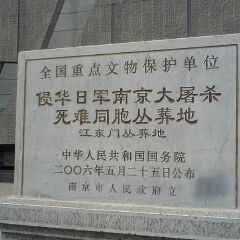 全国重点文物保护单位
侵华日军南京大屠杀
死难同胞丛葬地
江东门丛葬地
中华人民共和国国务院
二〇〇六年五月二十五日公布
南京市人民政府立